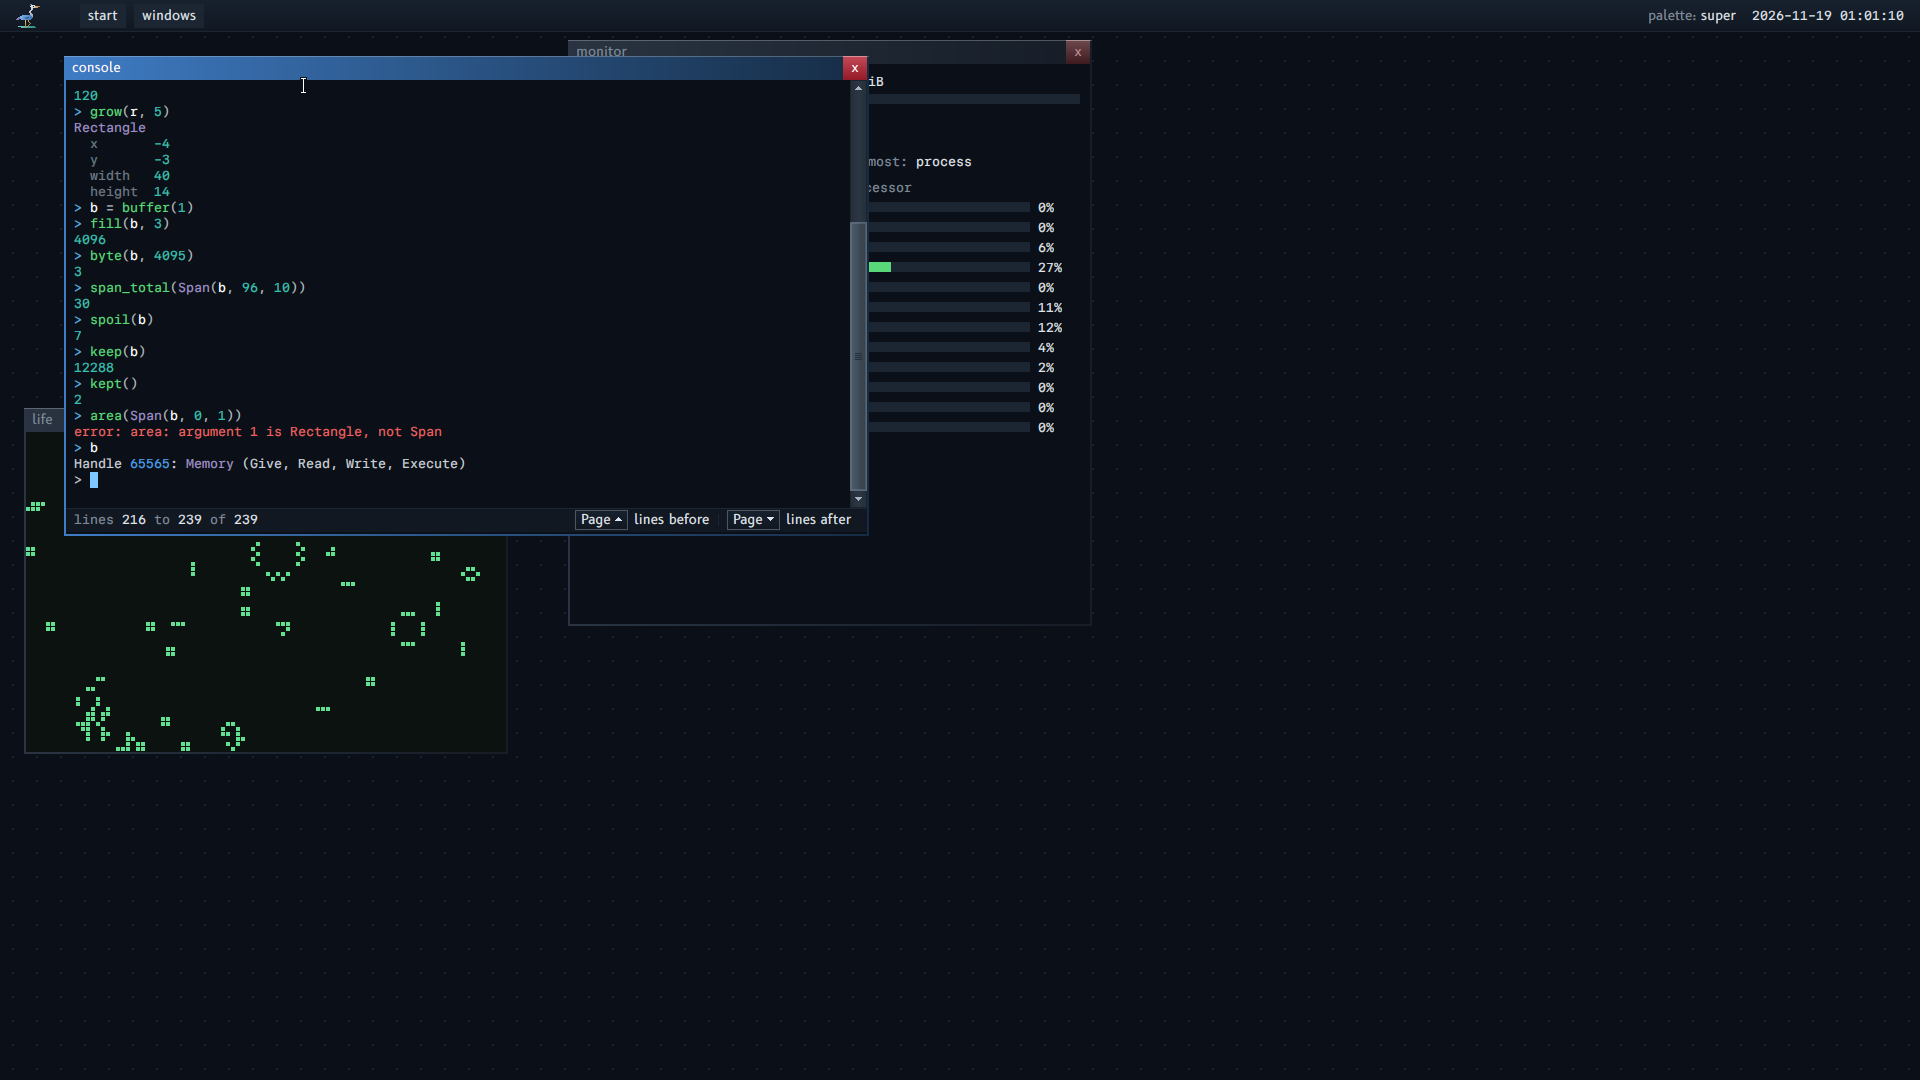 start windows palette: super 2026-11-19 01:01:10
monitor x
console x
iB
120
> grow(r, 5)
Rectangle
x -4
y -3
width 40
height 14
> b = buffer(1)
> fill(b, 3)
4096
> byte(b, 4095)
3
> span_total(Span(b, 96, 10))
30
> spoil(b)
7
> keep(b)
12288
> kept()
2
> area(Span(b, 0, 1))
error: area: argument 1 is Rectangle, not Span
> b
Handle 65565: Memory (Give, Read, Write, Execute)
>
lines 216 to 239 of 239 Page lines before Page lines after
most: process
cessor
0%
0%
6%
27%
0%
11%
12%
4%
2%
0%
0%
0%
life